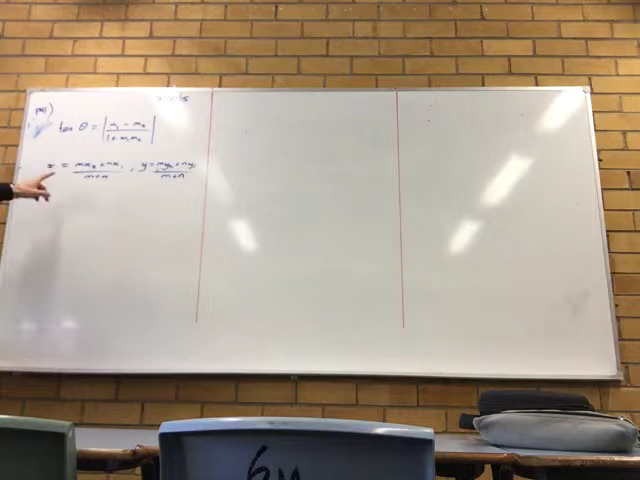 tan θ = |m₁ - m₂ / 1 + m₁m₂|
x = mx₂ + nx₁ / m + n , y = my₂ + ny₁ / m + n